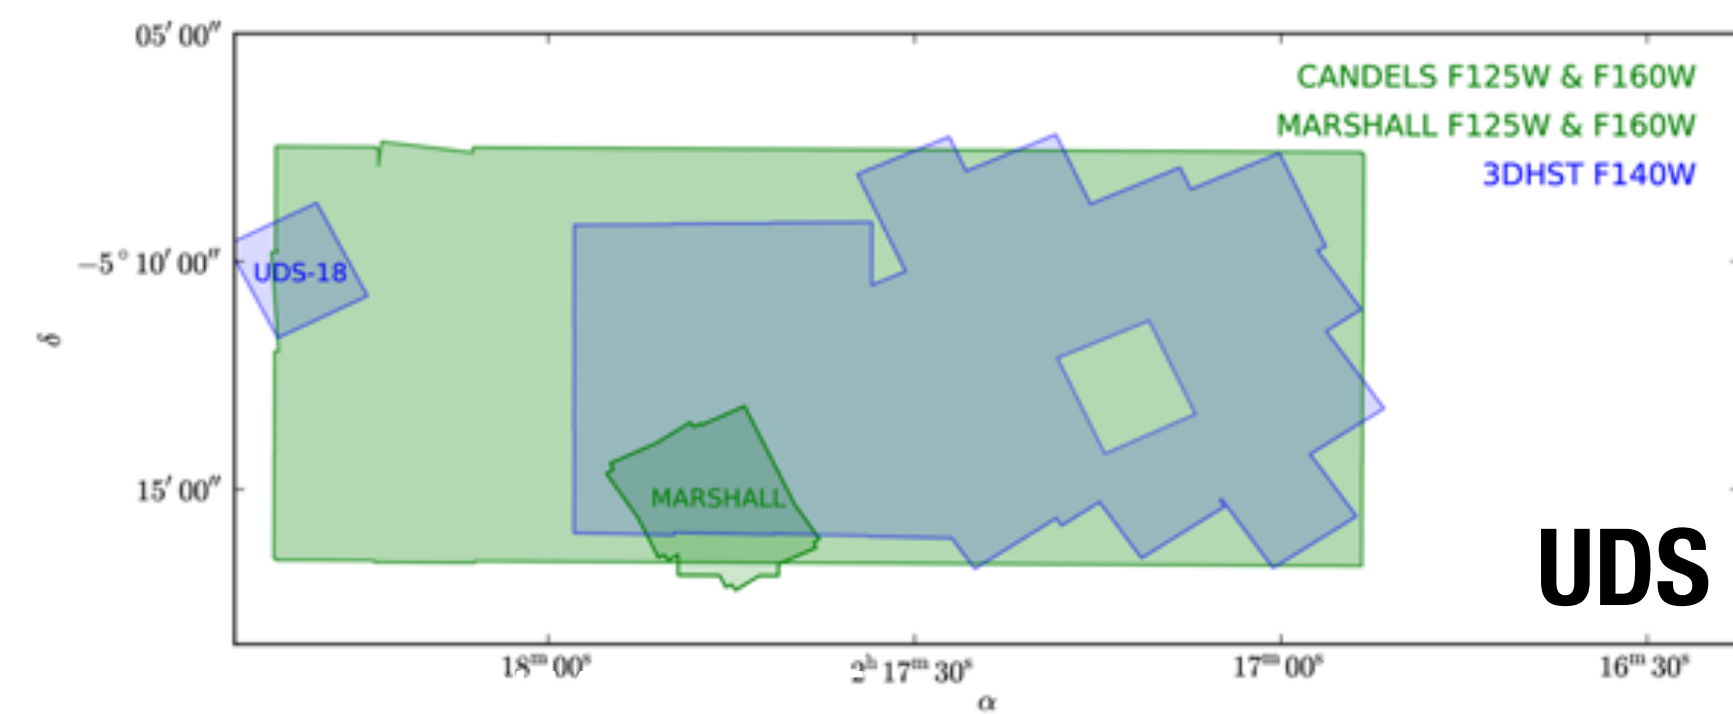 05′ 00″
CANDELS F125W & F160W
MARSHALL F125W & F160W
3DHST F140W
−5° 10′ 00″
UDS-18
δ
15′ 00″
MARSHALL
UDS
18ᵐ 00ˢ
2ʰ 17ᵐ 30ˢ
17ᵐ 00ˢ
16ᵐ 30ˢ
α